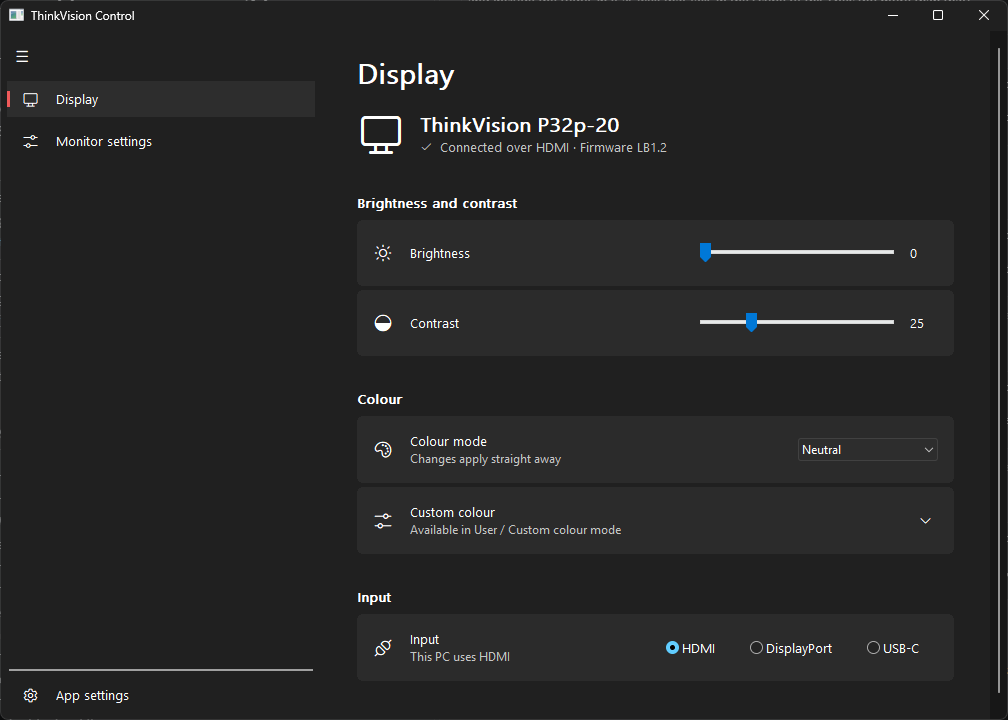 ThinkVision Control
Display
Monitor settings
App settings
Display
ThinkVision P32p-20
Connected over HDMI · Firmware LB1.2
Brightness and contrast
Brightness
0
Contrast
25
Colour
Colour mode
Changes apply straight away
Neutral
Custom colour
Available in User / Custom colour mode
Input
Input
This PC uses HDMI
HDMI
DisplayPort
USB-C